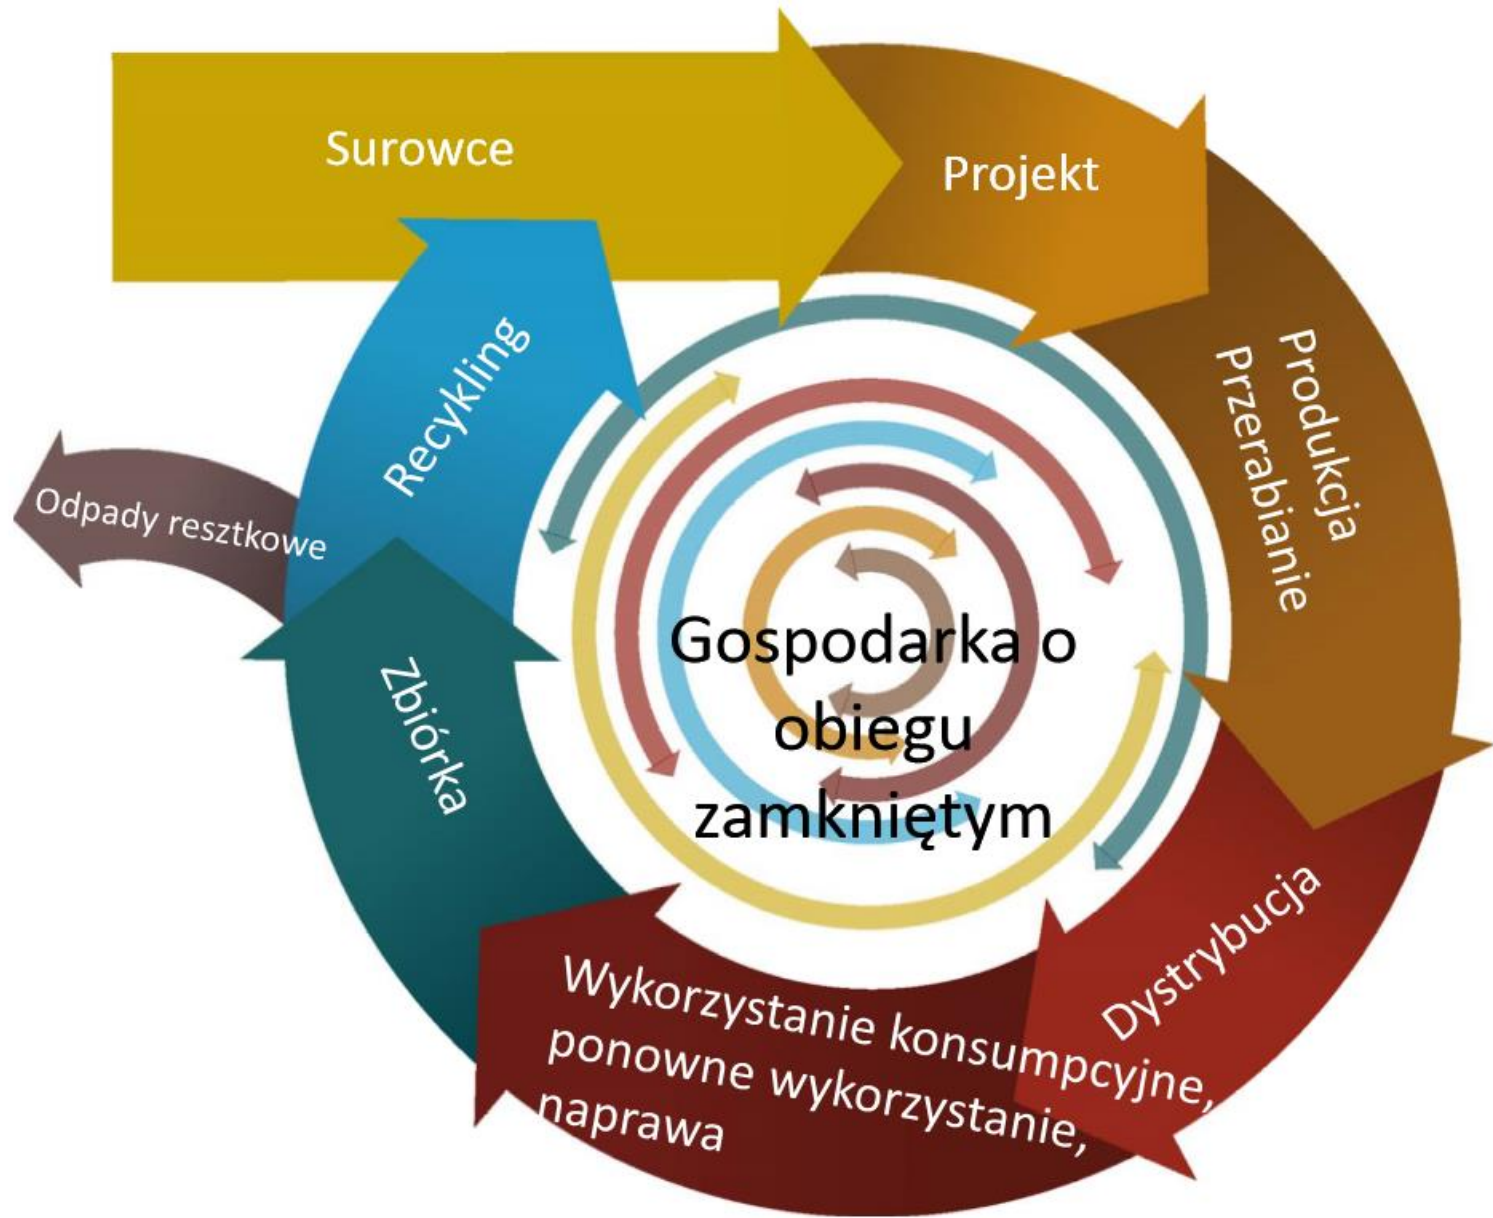 Surowce
Projekt
Produkcja
Przerabianie
Dystrybucja
Wykorzystanie konsumpcyjne,
ponowne wykorzystanie,
naprawa
Zbiórka
Recykling
Odpady resztkowe
Gospodarka o
obiegu
zamkniętym